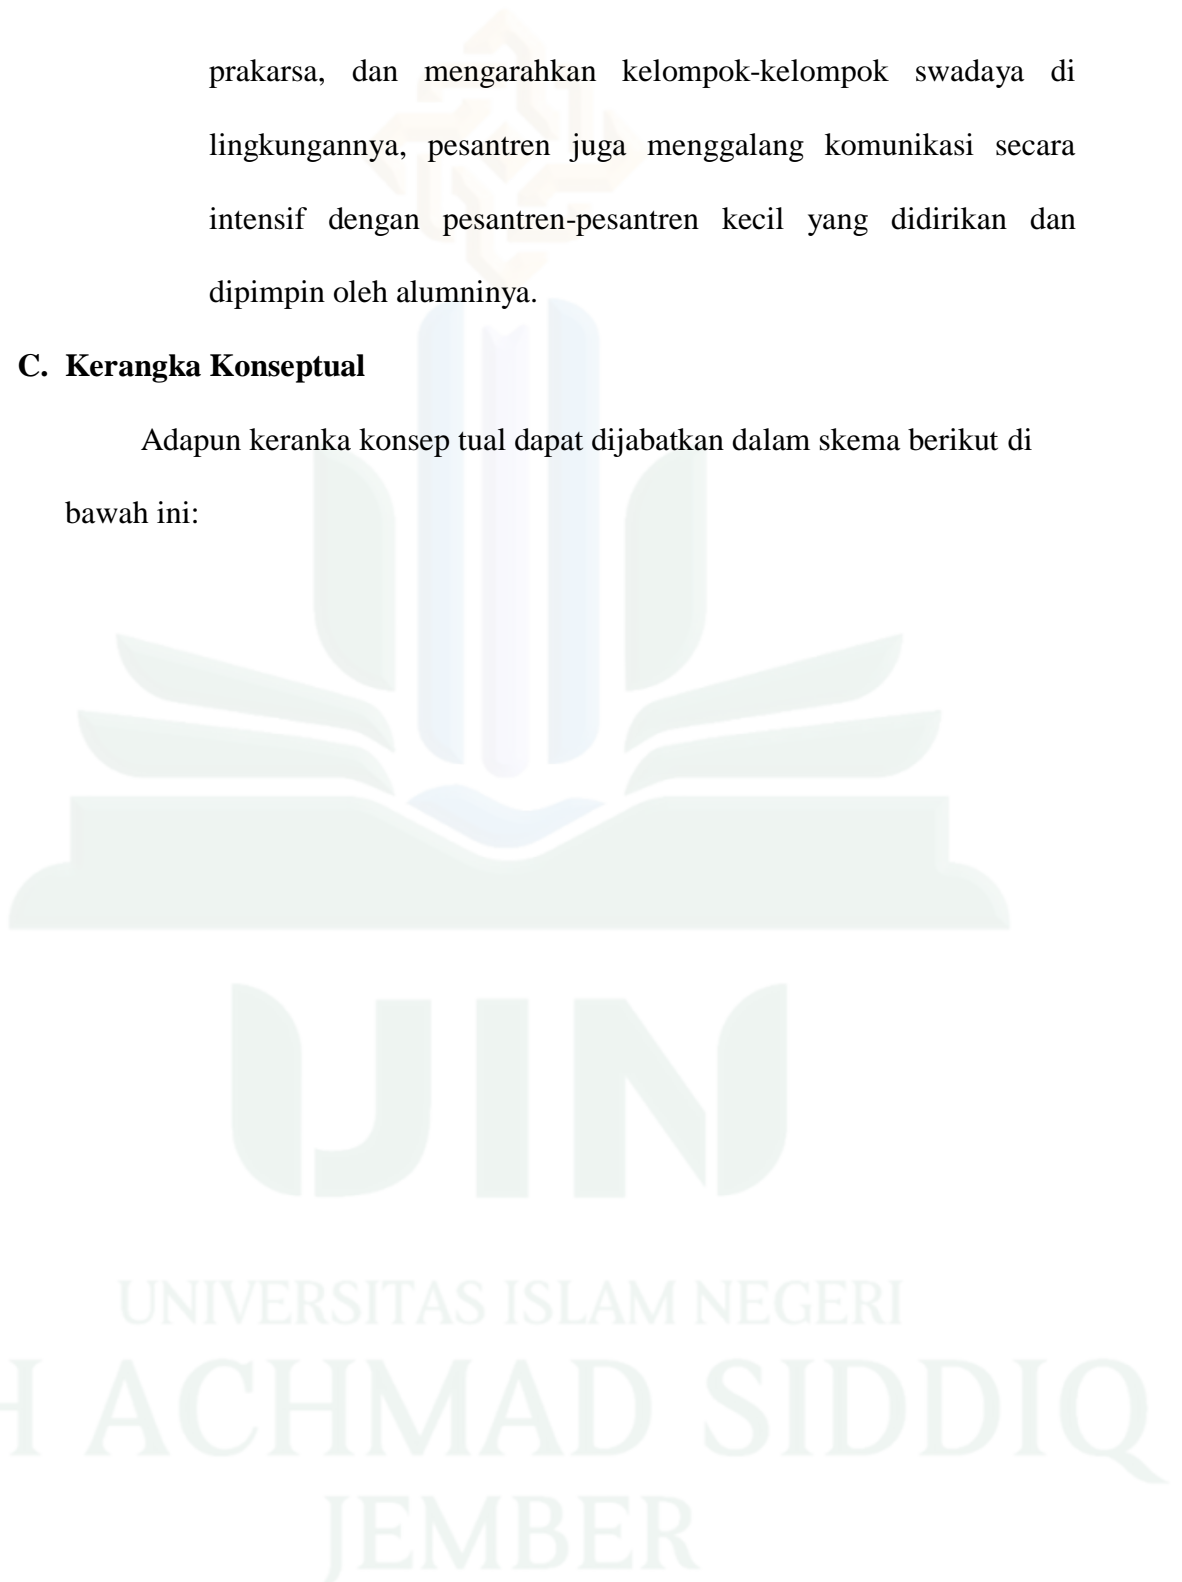 prakarsa, dan mengarahkan kelompok-kelompok swadaya di
lingkungannya, pesantren juga menggalang komunikasi secara
intensif dengan pesantren-pesantren kecil yang didirikan dan
dipimpin oleh alumninya.
C. Kerangka Konseptual
Adapun keranka konsep tual dapat dijabatkan dalam skema berikut di
bawah ini:
UIN
UNIVERSITAS ISLAM NEGERI
H ACHMAD SIDDIQ
JEMBER